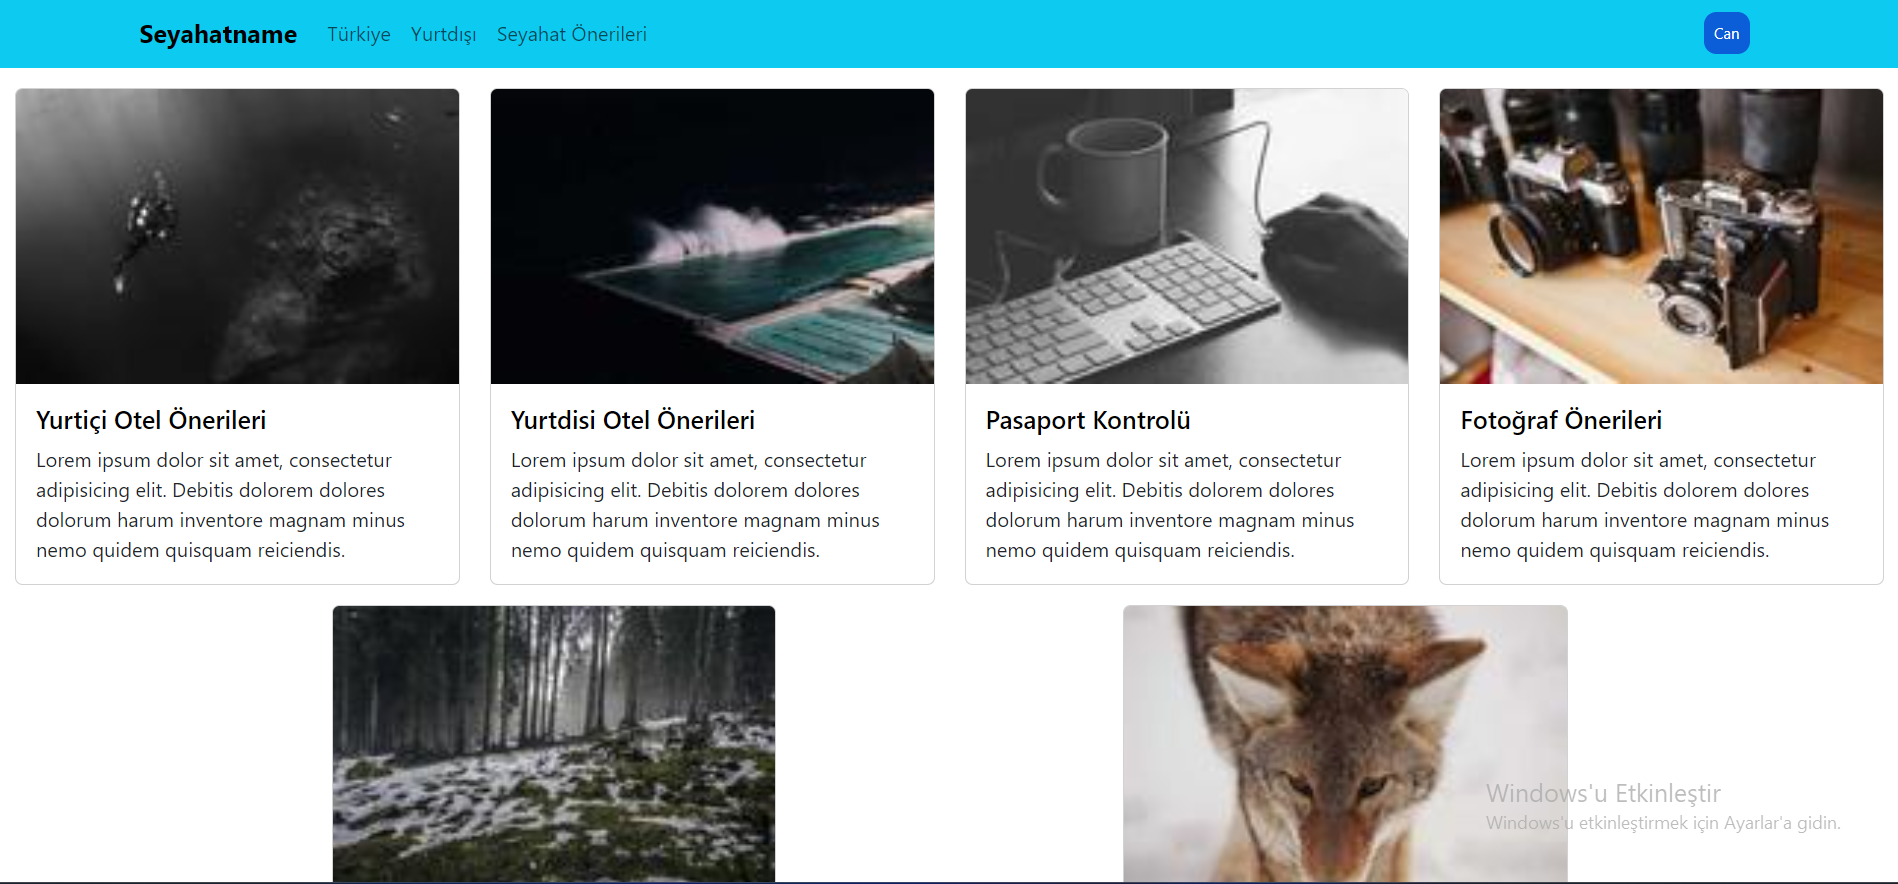 Seyahatname Türkiye Yurtdışı Seyahat Önerileri Can
Yurtiçi Otel Önerileri
Lorem ipsum dolor sit amet, consectetur
adipisicing elit. Debitis dolorem dolores
dolorum harum inventore magnam minus
nemo quidem quisquam reiciendis.
Yurtdisi Otel Önerileri
Lorem ipsum dolor sit amet, consectetur
adipisicing elit. Debitis dolorem dolores
dolorum harum inventore magnam minus
nemo quidem quisquam reiciendis.
Pasaport Kontrolü
Lorem ipsum dolor sit amet, consectetur
adipisicing elit. Debitis dolorem dolores
dolorum harum inventore magnam minus
nemo quidem quisquam reiciendis.
Fotoğraf Önerileri
Lorem ipsum dolor sit amet, consectetur
adipisicing elit. Debitis dolorem dolores
dolorum harum inventore magnam minus
nemo quidem quisquam reiciendis.
Windows'u Etkinleştir
Windows'u etkinleştirmek için Ayarlar'a gidin.